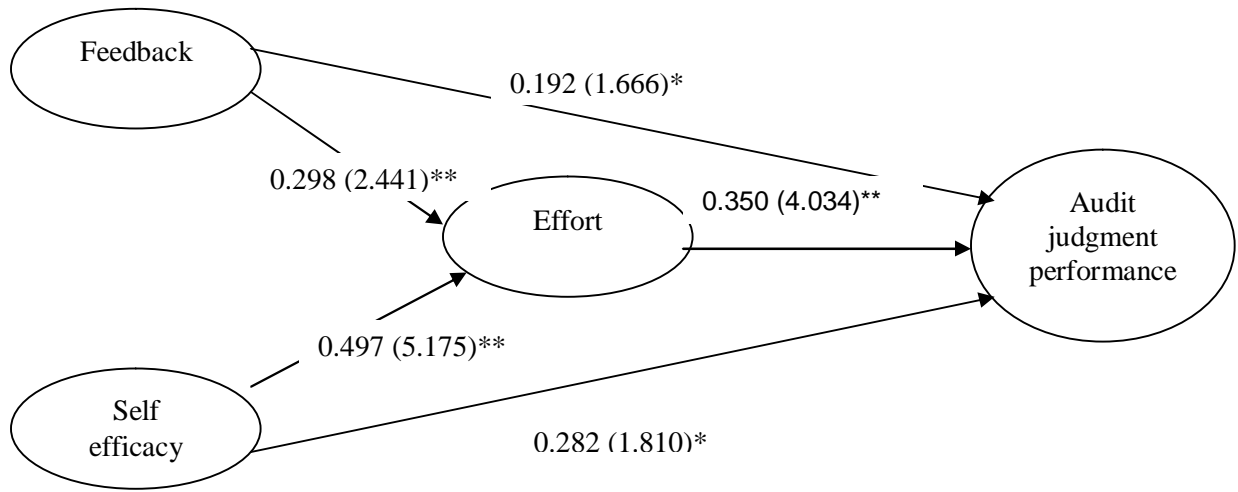 Feedback
0.192 (1.666)*
0.298 (2.441)**
Effort
0.350 (4.034)**
Audit
judgment
performance
0.497 (5.175)**
Self
efficacy
0.282 (1.810)*